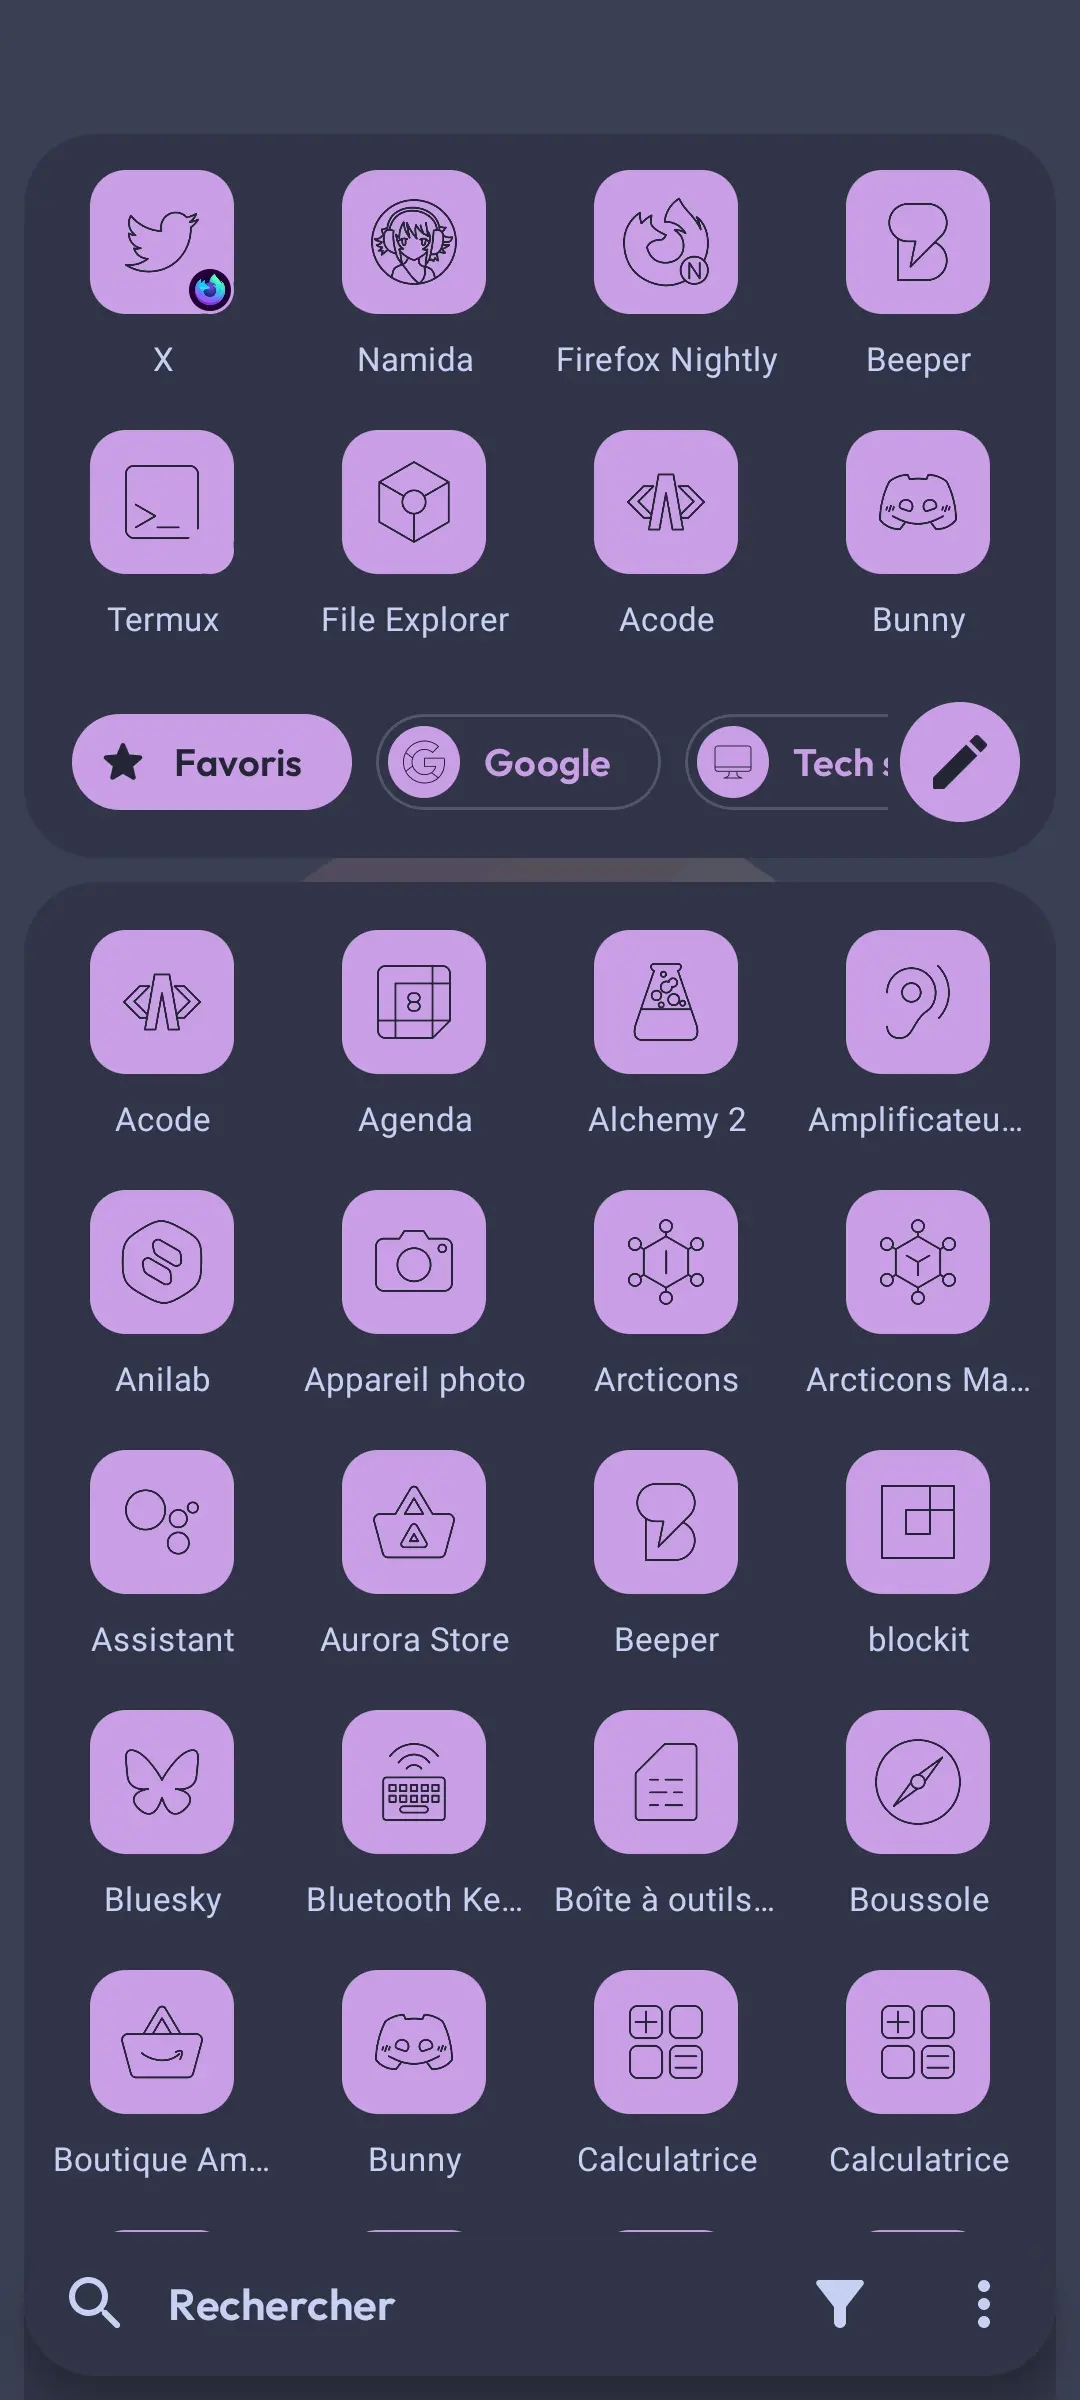 X
Namida
Firefox Nightly
Beeper
Termux
File Explorer
Acode
Bunny
Favoris
Google
Tech s
Acode
Agenda
Alchemy 2
Amplificateu...
Anilab
Appareil photo
Arcticons
Arcticons Ma...
Assistant
Aurora Store
Beeper
blockit
Bluesky
Bluetooth Ke...
Boîte à outils...
Boussole
Boutique Am...
Bunny
Calculatrice
Calculatrice
Rechercher